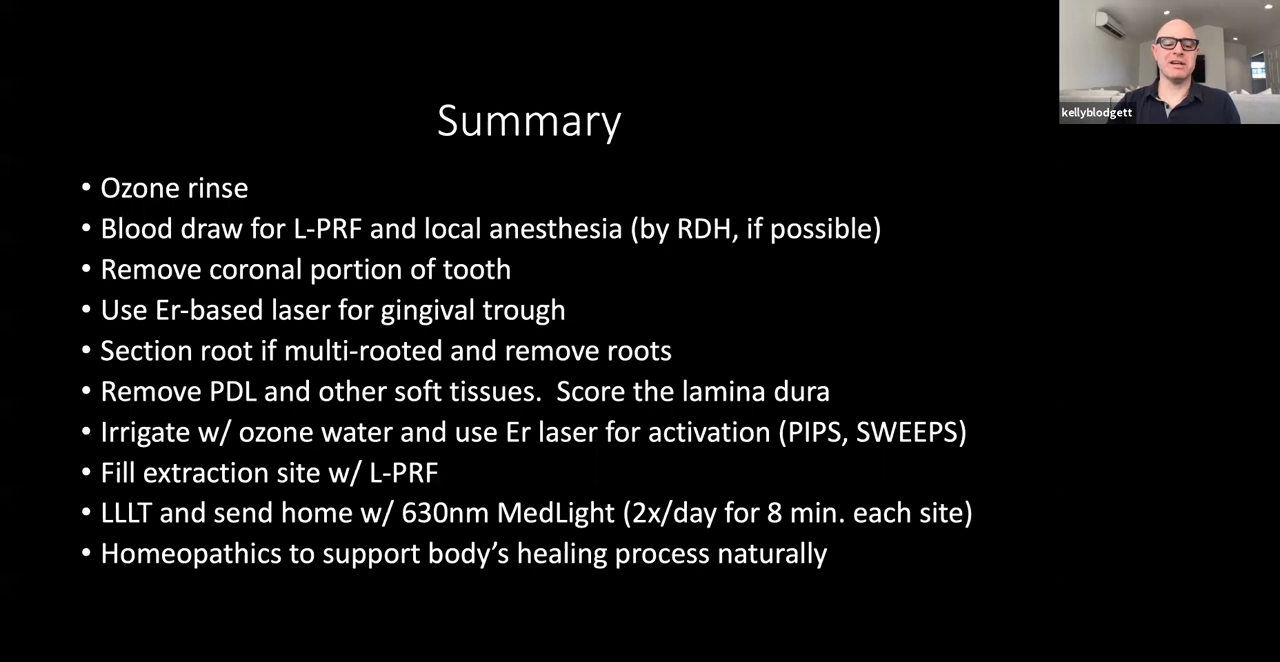 Summary
• Ozone rinse
• Blood draw for L-PRF and local anesthesia (by RDH, if possible)
• Remove coronal portion of tooth
• Use Er-based laser for gingival trough
• Section root if multi-rooted and remove roots
• Remove PDL and other soft tissues.  Score the lamina dura
• Irrigate w/ ozone water and use Er laser for activation (PIPS, SWEEPS)
• Fill extraction site w/ L-PRF
• LLLT and send home w/ 630nm MedLight (2x/day for 8 min. each site)
• Homeopathics to support body’s healing process naturally
kellyblodgett